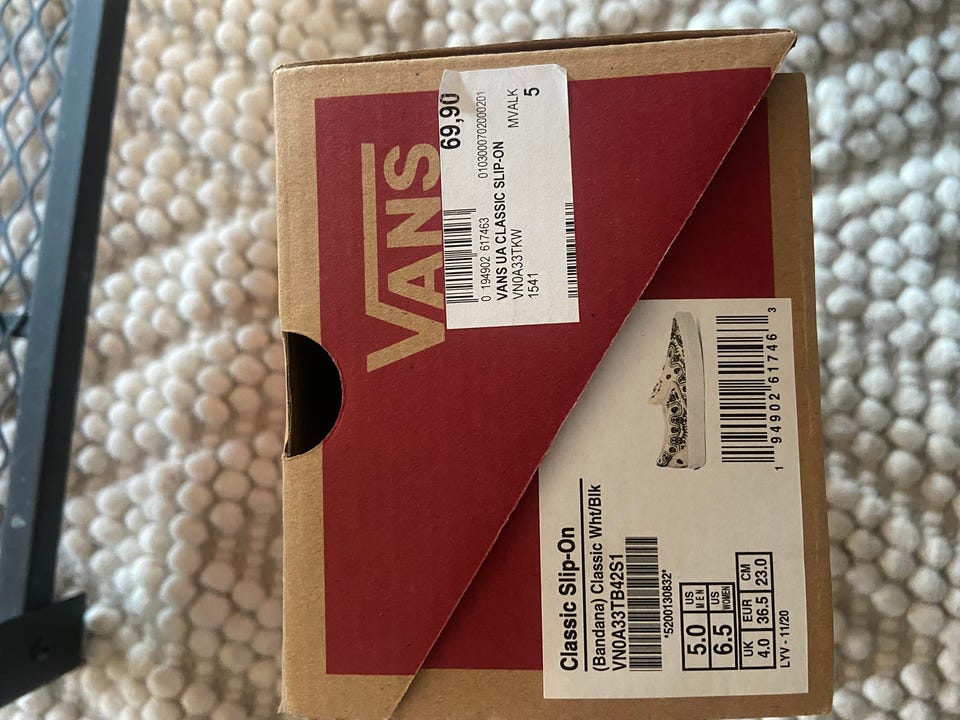 VANS
69,90
0 194902 617463 0103000702000201
VANS UA CLASSIC SLIP-ON
VN0A33TKW MVALK
1541 5
Classic Slip-On
(Bandana) Classic Wht/Blk
VN0A33TB42S1
*5200130832*
5.0 US MEN
6.5 US WOMEN
UK EUR CM
4.0 36.5 23.0
LYV - 11/20
1 94902 61746 3